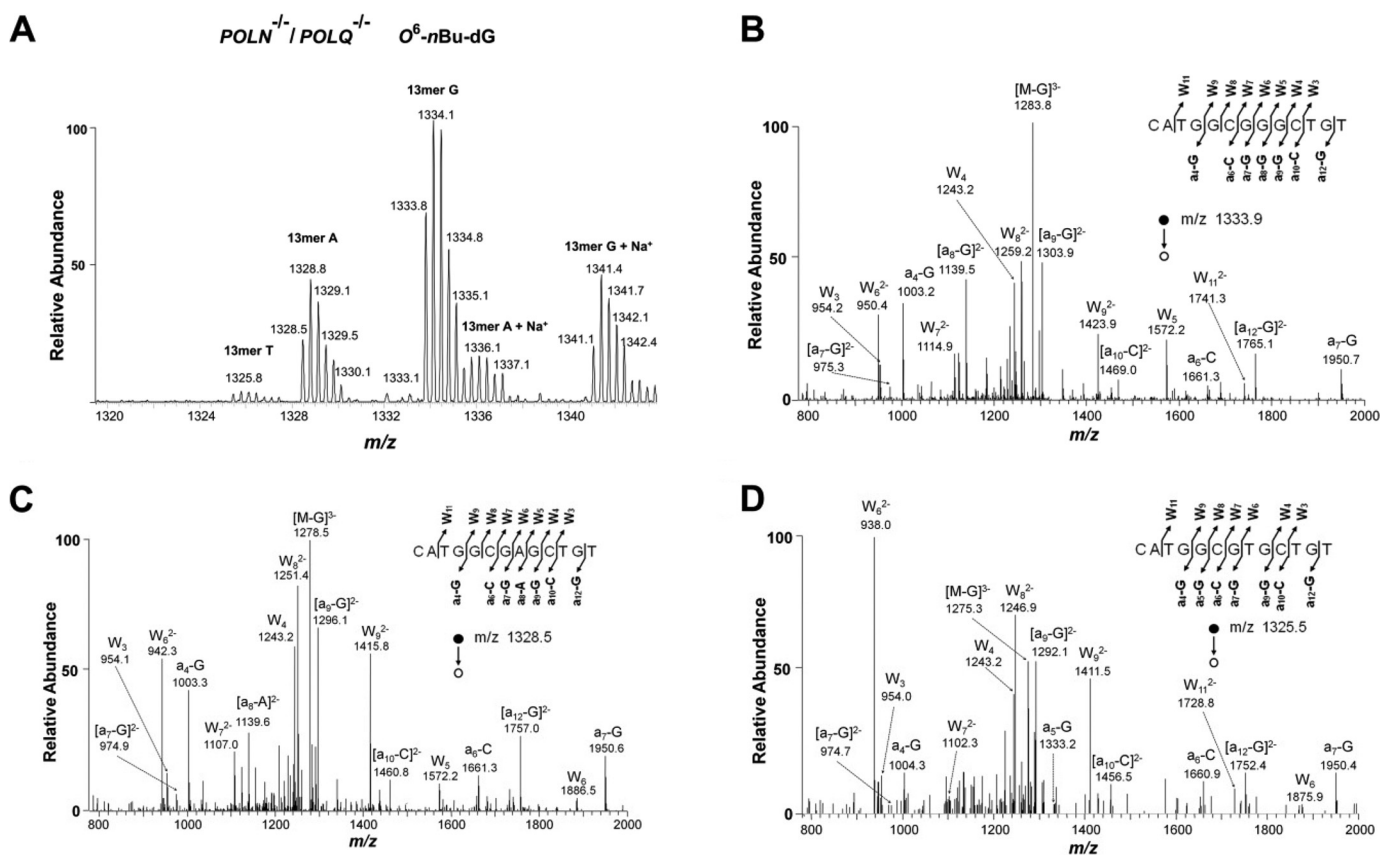 A
POLN-/-/POLQ-/- O6-nBu-dG
Relative Abundance
100
50
0
13mer G
1334.1
1333.8
13mer A
1334.8
13mer G + Na+
1328.8
1341.4
1329.1
1341.7
1335.1
1328.5
1329.5
13mer A + Na+
1342.1
13mer T
1341.1
1342.4
1325.8
1330.1
1333.1
1336.1
1337.1
1320
1324
1328
1332
1336
1340
m/z
B
Relative Abundance
100
50
0
[M-G]3-
1283.8
W11 W9 W8 W7 W6 W5 W4 W3
CATGGCGGGCTGT
a4-G a6-C a7-G a8-G a9-G a10-C a12-G
m/z 1333.9
W4
1243.2
W8 2-
1259.2
[a9-G]2-
1303.9
[a8-G]2-
1139.5
a4-G
1003.2
W3
954.2
W6 2-
950.4
W11 2-
1741.3
[a7-G]2-
975.3
W7 2-
1114.9
W9 2-
1423.9
W5
1572.2
[a10-C]2-
1469.0
a6-C
1661.3
[a12-G]2-
1765.1
a7-G
1950.7
800
1000
1200
1400
1600
1800
2000
m/z
C
Relative Abundance
100
50
0
[M-G]3-
1278.5
W11 W9 W8 W7 W6 W5 W4 W3
CATGGCGAGCTGT
a4-G a6-C a7-G a8-A a9-G a10-C a12-G
m/z 1328.5
W8 2-
1251.4
[a9-G]2-
1296.1
W4
1243.2
W9 2-
1415.8
W3
954.1
W6 2-
942.3
a4-G
1003.3
[a8-A]2-
1139.6
[a7-G]2-
974.9
W7 2-
1107.0
[a10-C]2-
1460.8
W5
1572.2
a6-C
1661.3
[a12-G]2-
1757.0
W6
1886.5
a7-G
1950.6
800
1000
1200
1400
1600
1800
2000
m/z
D
Relative Abundance
100
50
0
W6 2-
938.0
W11 W9 W8 W7 W6 W4 W3
CATGGCGTGCTGT
a4-G a5-G a6-C a7-G a9-G a10-C a12-G
m/z 1325.5
[M-G]3-
1275.3
W8 2-
1246.9
[a9-G]2-
1292.1
W4
1243.2
W9 2-
1411.5
W3
954.0
W11 2-
1728.8
[a7-G]2-
974.7
a4-G
1004.3
W7 2-
1102.3
a5-G
1333.2
[a10-C]2-
1456.5
a6-C
1660.9
[a12-G]2-
1752.4
W6
1875.9
a7-G
1950.4
800
1000
1200
1400
1600
1800
2000
m/z